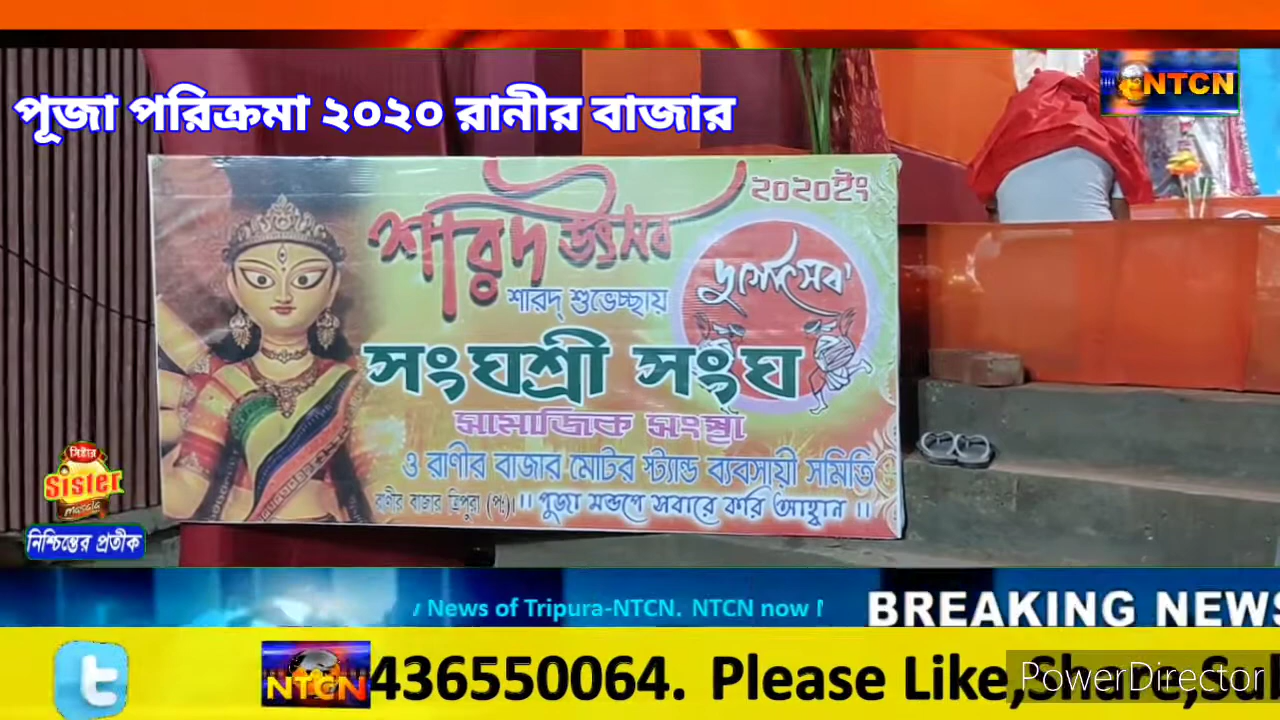 NTCN
পূজা পরিক্রমা ২০২০ রানীর বাজার
২০২০ইং
শারদ উৎসব
দুর্গোৎসব
শারদ্ শুভেচ্ছায়
সংঘশ্রী সংঘ
সামাজিক সংস্থা
ও রাণীর বাজার মোটর স্ট্যান্ড ব্যবসায়ী সমিতি
রাণীর বাজার ত্রিপুরা (পঃ)। ।। পুজা মন্ডপে সবারে করি আহ্বান ।।
সিষ্টার
Sister
masala
নিশ্চিন্তের প্রতীক
News of Tripura-NTCN. NTCN now
BREAKING NEWS
NTCN 436550064. Please Like,Share,Sub
PowerDirector